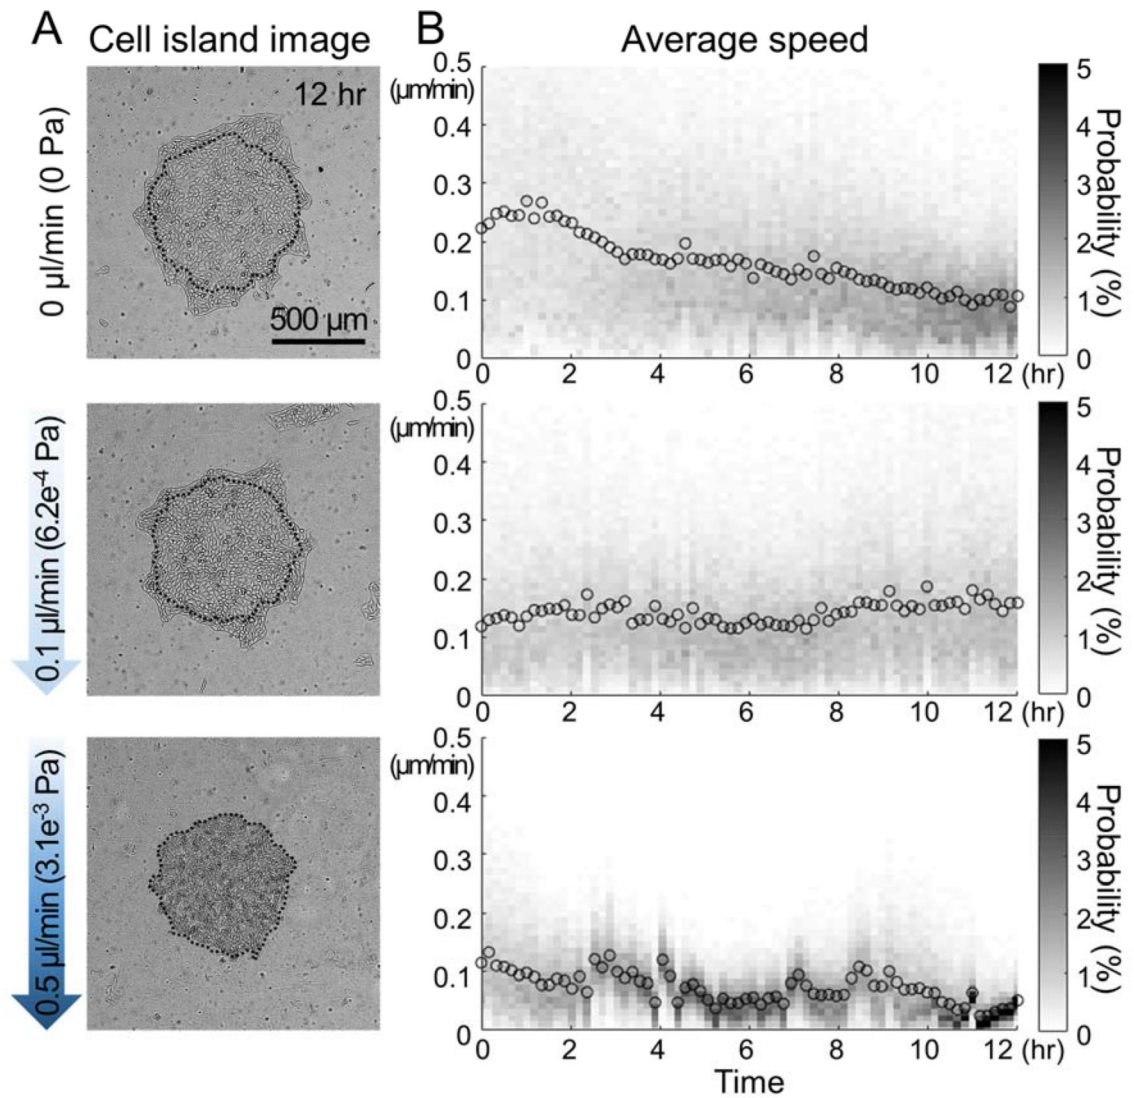 A
Cell island image
B
Average speed
0 µl/min (0 Pa)
12 hr
500 µm
0.5
(µm/min)
0.4
0.3
0.2
0.1
0
0 2 4 6 8 10 12 (hr)
5
4
3
2
1
0
Probability (%)
0.1 µl/min (6.2e-4 Pa)
0.5
(µm/min)
0.4
0.3
0.2
0.1
0
0 2 4 6 8 10 12 (hr)
5
4
3
2
1
0
Probability (%)
0.5 µl/min (3.1e-3 Pa)
0.5
(µm/min)
0.4
0.3
0.2
0.1
0
0 2 4 6 8 10 12 (hr)
Time
5
4
3
2
1
0
Probability (%)